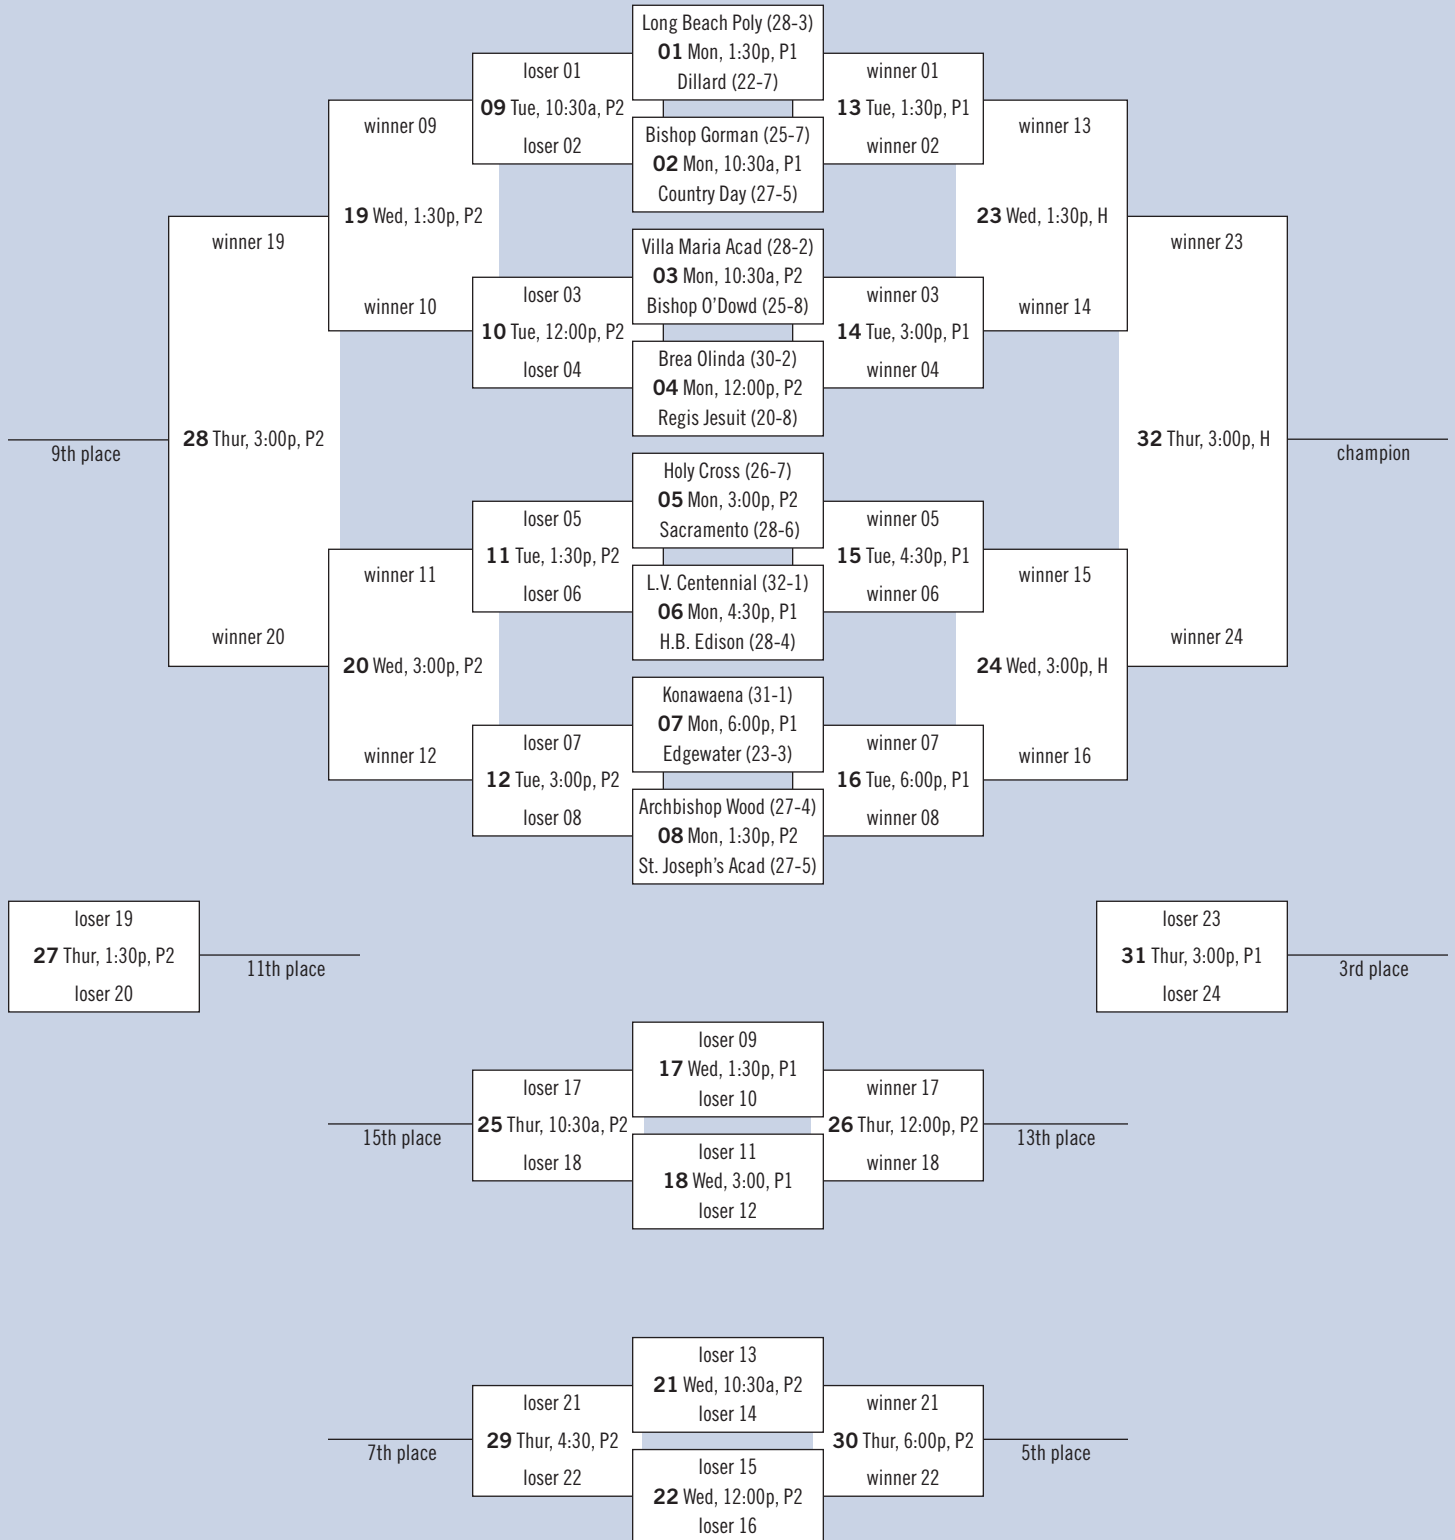 Long Beach Poly (28-3)
01 Mon, 1:30p, P1
Dillard (22-7)
Bishop Gorman (25-7)
02 Mon, 10:30a, P1
Country Day (27-5)
Villa Maria Acad (28-2)
03 Mon, 10:30a, P2
Bishop O’Dowd (25-8)
Brea Olinda (30-2)
04 Mon, 12:00p, P2
Regis Jesuit (20-8)
Holy Cross (26-7)
05 Mon, 3:00p, P2
Sacramento (28-6)
L.V. Centennial (32-1)
06 Mon, 4:30p, P1
H.B. Edison (28-4)
Konawaena (31-1)
07 Mon, 6:00p, P1
Edgewater (23-3)
Archbishop Wood (27-4)
08 Mon, 1:30p, P2
St. Joseph’s Acad (27-5)
loser 01
09 Tue, 10:30a, P2
loser 02
loser 03
10 Tue, 12:00p, P2
loser 04
loser 05
11 Tue, 1:30p, P2
loser 06
loser 07
12 Tue, 3:00p, P2
loser 08
winner 01
13 Tue, 1:30p, P1
winner 02
winner 03
14 Tue, 3:00p, P1
winner 04
winner 05
15 Tue, 4:30p, P1
winner 06
winner 07
16 Tue, 6:00p, P1
winner 08
winner 09
19 Wed, 1:30p, P2
winner 10
winner 11
20 Wed, 3:00p, P2
winner 12
winner 13
23 Wed, 1:30p, H
winner 14
winner 15
24 Wed, 3:00p, H
winner 16
winner 19
28 Thur, 3:00p, P2
winner 20
9th place
winner 23
32 Thur, 3:00p, H
winner 24
champion
loser 19
27 Thur, 1:30p, P2
loser 20
11th place
loser 23
31 Thur, 3:00p, P1
loser 24
3rd place
loser 09
17 Wed, 1:30p, P1
loser 10
loser 11
18 Wed, 3:00, P1
loser 12
loser 17
25 Thur, 10:30a, P2
loser 18
15th place
winner 17
26 Thur, 12:00p, P2
winner 18
13th place
loser 13
21 Wed, 10:30a, P2
loser 14
loser 15
22 Wed, 12:00p, P2
loser 16
loser 21
29 Thur, 4:30, P2
loser 22
7th place
winner 21
30 Thur, 6:00p, P2
winner 22
5th place